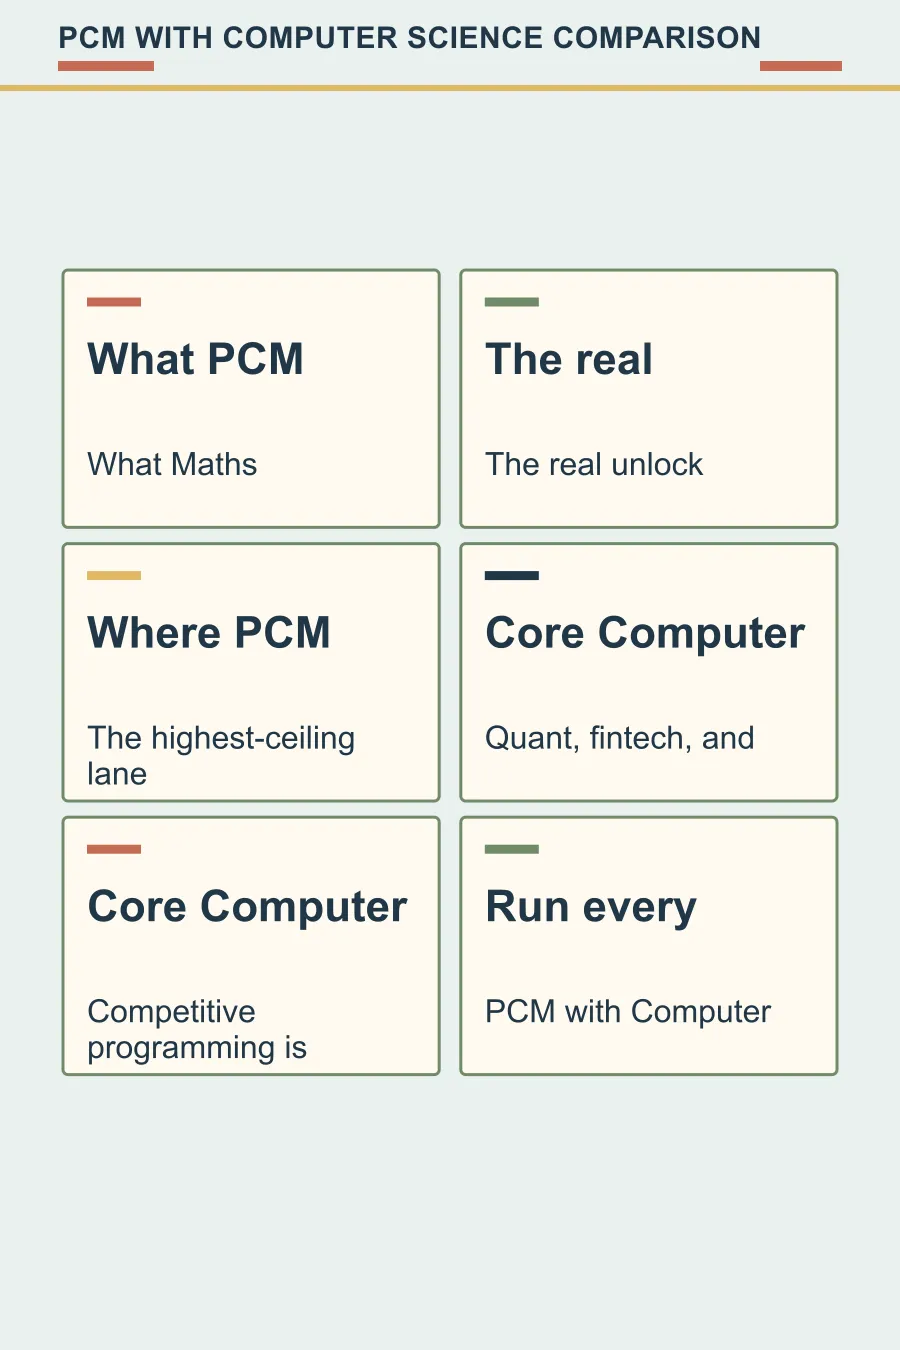 PCM WITH COMPUTER SCIENCE COMPARISON
What PCM
What Maths
The real
The real unlock
Where PCM
The highest-ceiling
lane
Core Computer
Quant, fintech, and
Core Computer
Competitive
programming is
Run every
PCM with Computer